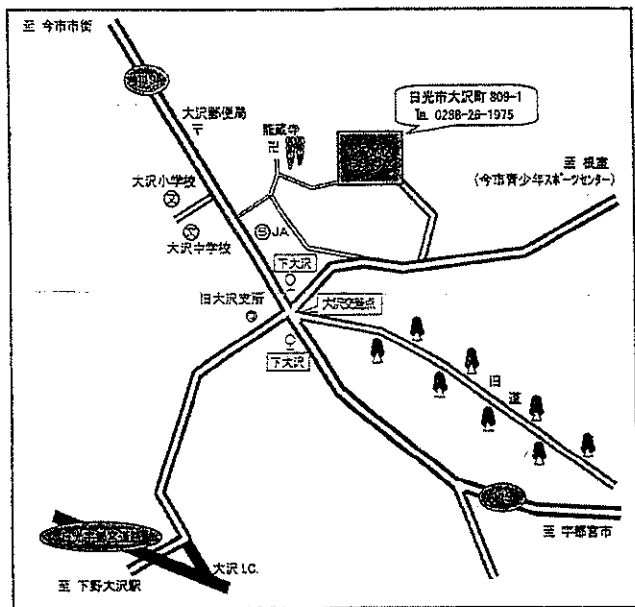 至 今市市街
大沢郵便局
〒
龍蔵寺
卍
日光市大沢町 809-1
℡ 0288-26-1975
至 根室
(今市青少年スポーツセンター)
大沢小学校
文
文
大沢中学校
JA
下大沢
旧大沢支所
大沢交差点
下大沢
旧
道
至 宇都宮市
大沢 I.C.
至 下野大沢駅